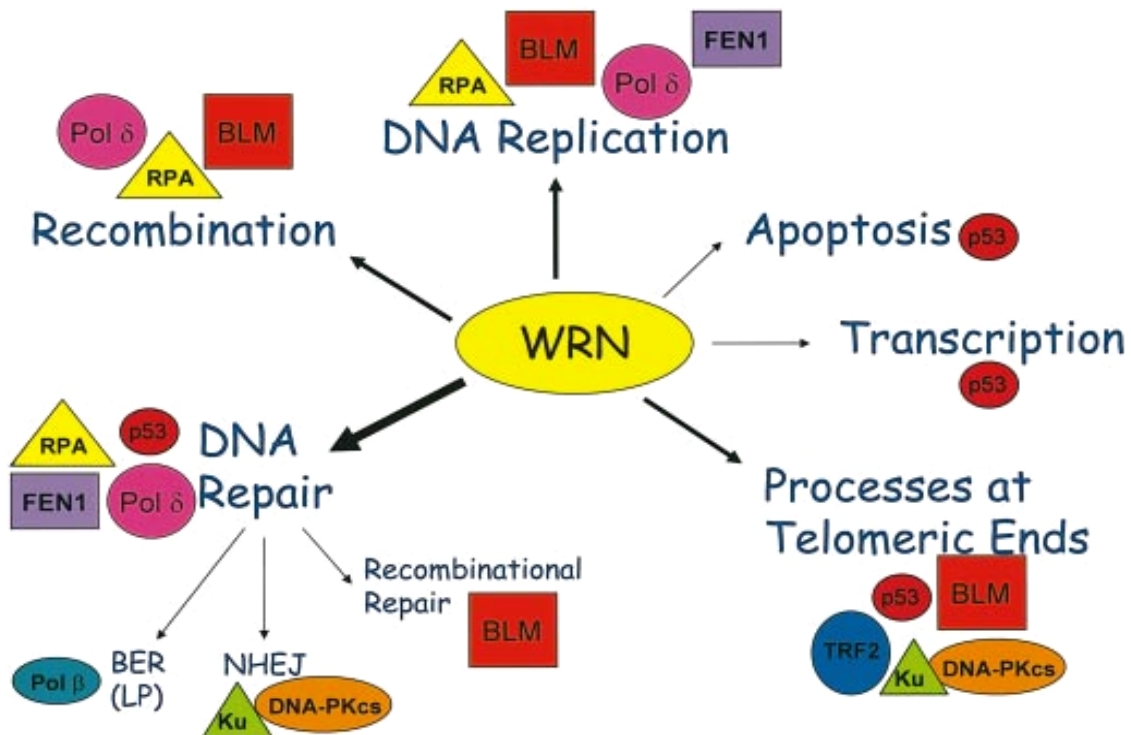 RPA
BLM
Pol δ
FEN1
DNA Replication
Pol δ
RPA
BLM
Recombination
Apoptosis p53
WRN
Transcription
p53
RPA
p53
FEN1
Pol δ
DNA
Repair
Processes at
Telomeric Ends
p53
BLM
TRF2
Ku
DNA-PKcs
Recombinational
Repair
BLM
Pol β
BER
(LP)
NHEJ
Ku
DNA-PKcs